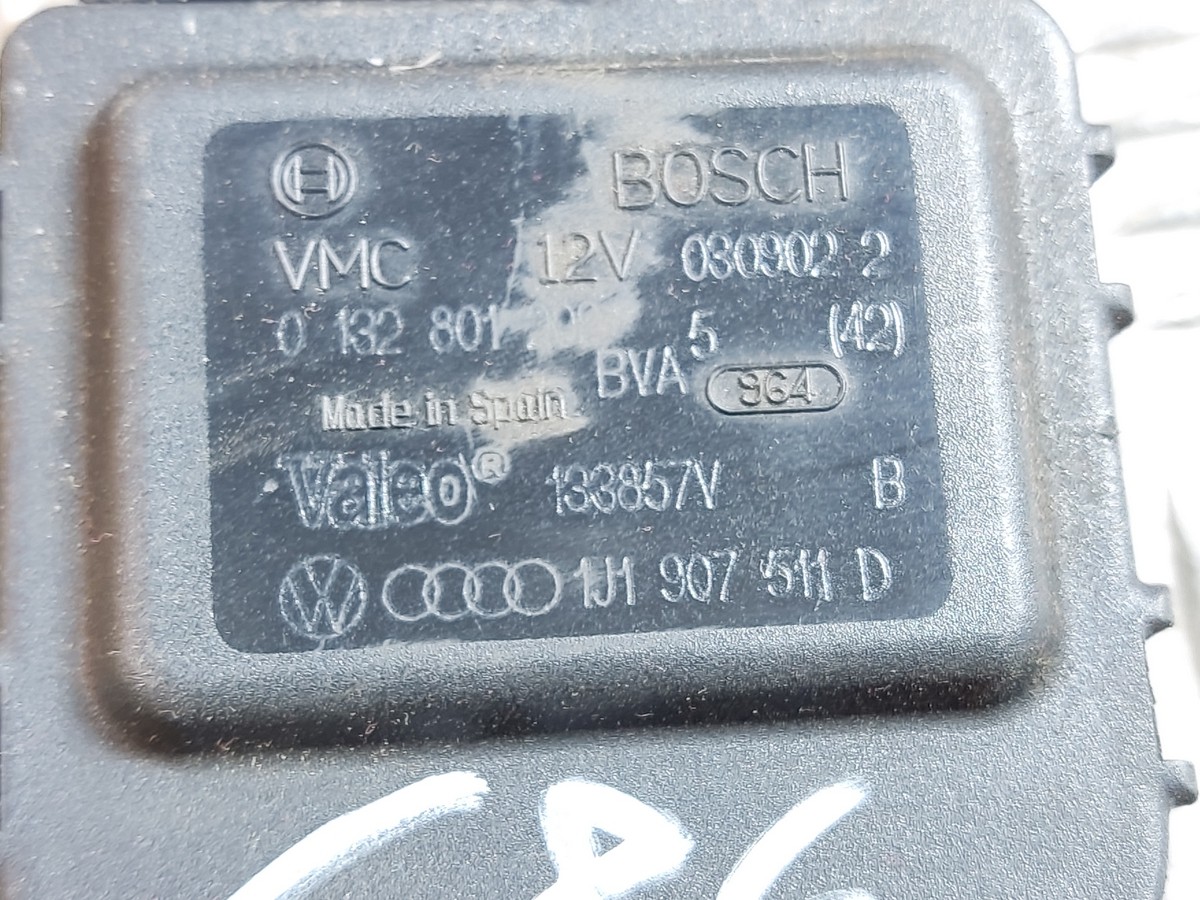 BOSCH
VMC 12V 030902 2
0 132 801 5 (42)
BVA 964
Made in Spain
Valeo® 133857V B
VW 1J1 907 511 D